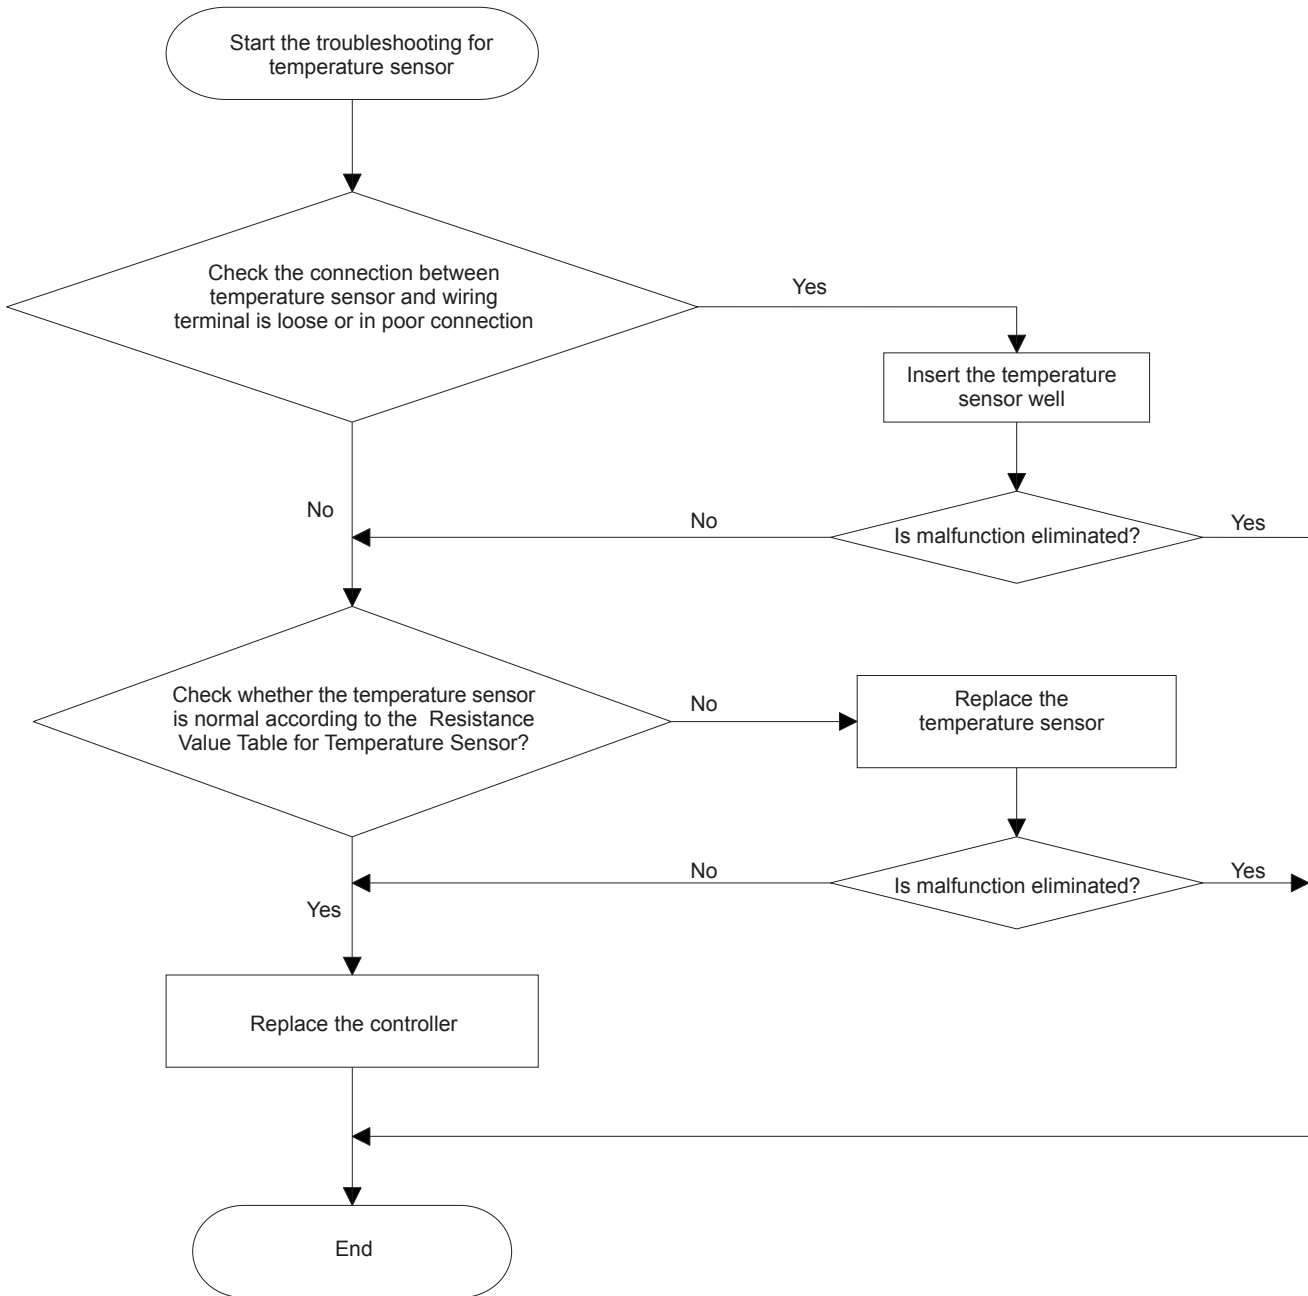 Start the troubleshooting for
temperature sensor
Check the connection between
temperature sensor and wiring
terminal is loose or in poor connection
Yes
Insert the temperature
sensor well
No
No
Is malfunction eliminated?
Yes
Check whether the temperature sensor
is normal according to the  Resistance
Value Table for Temperature Sensor?
No
Replace the
temperature sensor
No
Is malfunction eliminated?
Yes
Yes
Replace the controller
End